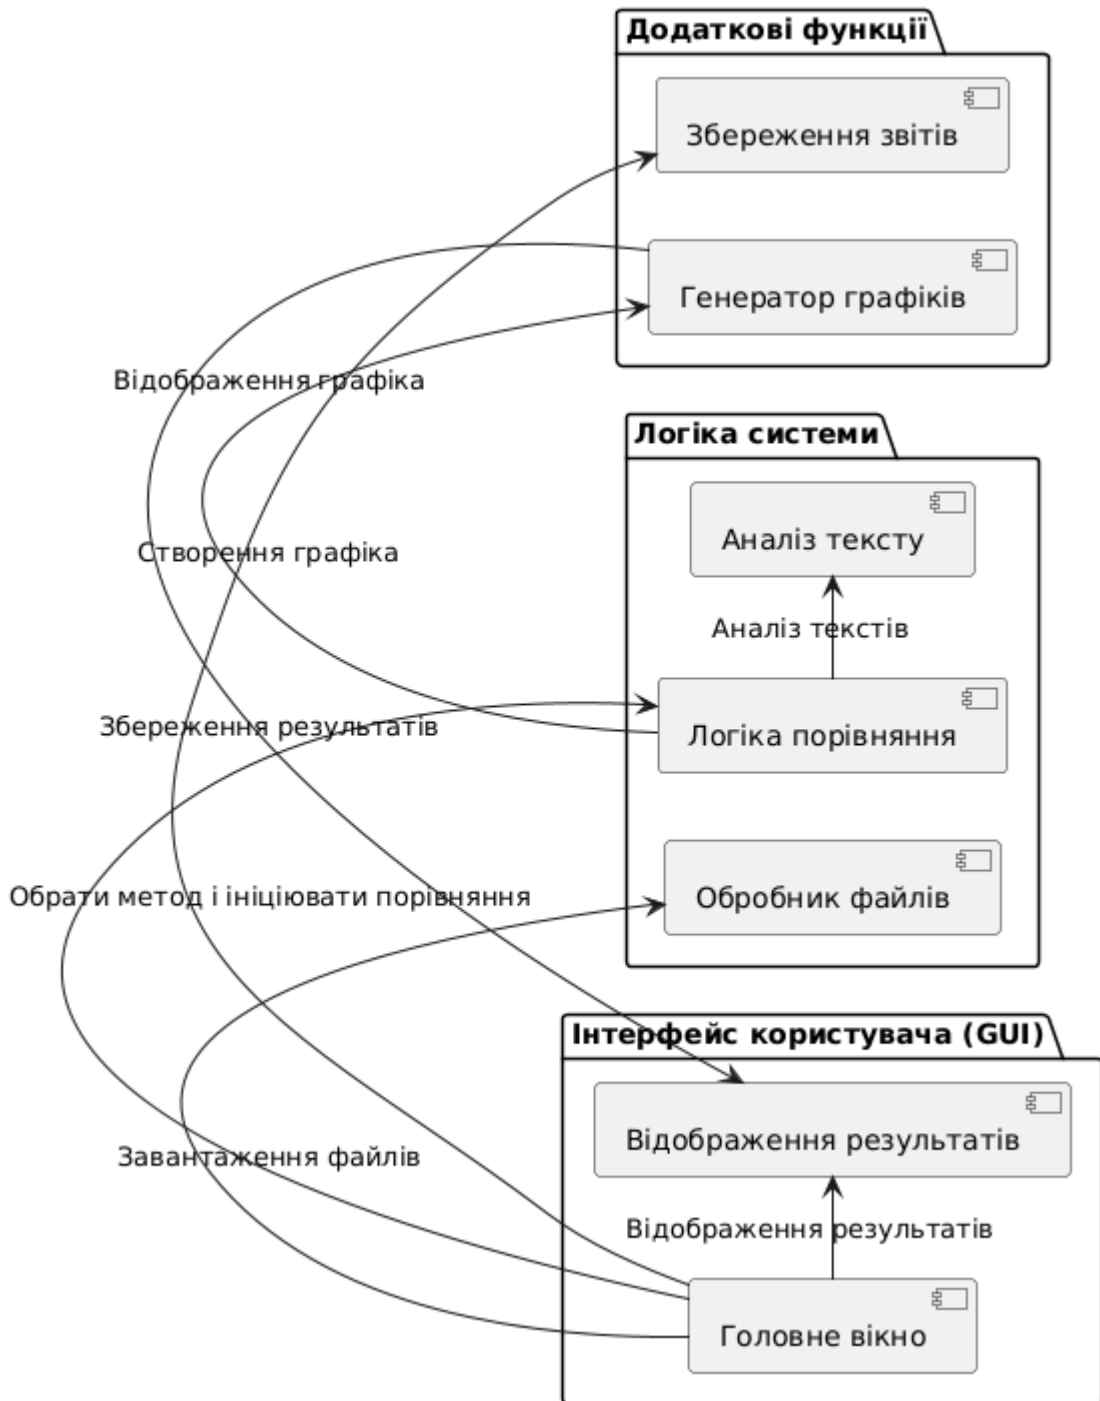 Додаткові функції
Збереження звітів
Генератор графіків
Відображення графіка
Логіка системи
Аналіз тексту
Створення графіка
Аналіз текстів
Збереження результатів
Логіка порівняння
Обрати метод і ініціювати порівняння
Обробник файлів
Інтерфейс користувача (GUI)
Відображення результатів
Завантаження файлів
Відображення результатів
Головне вікно